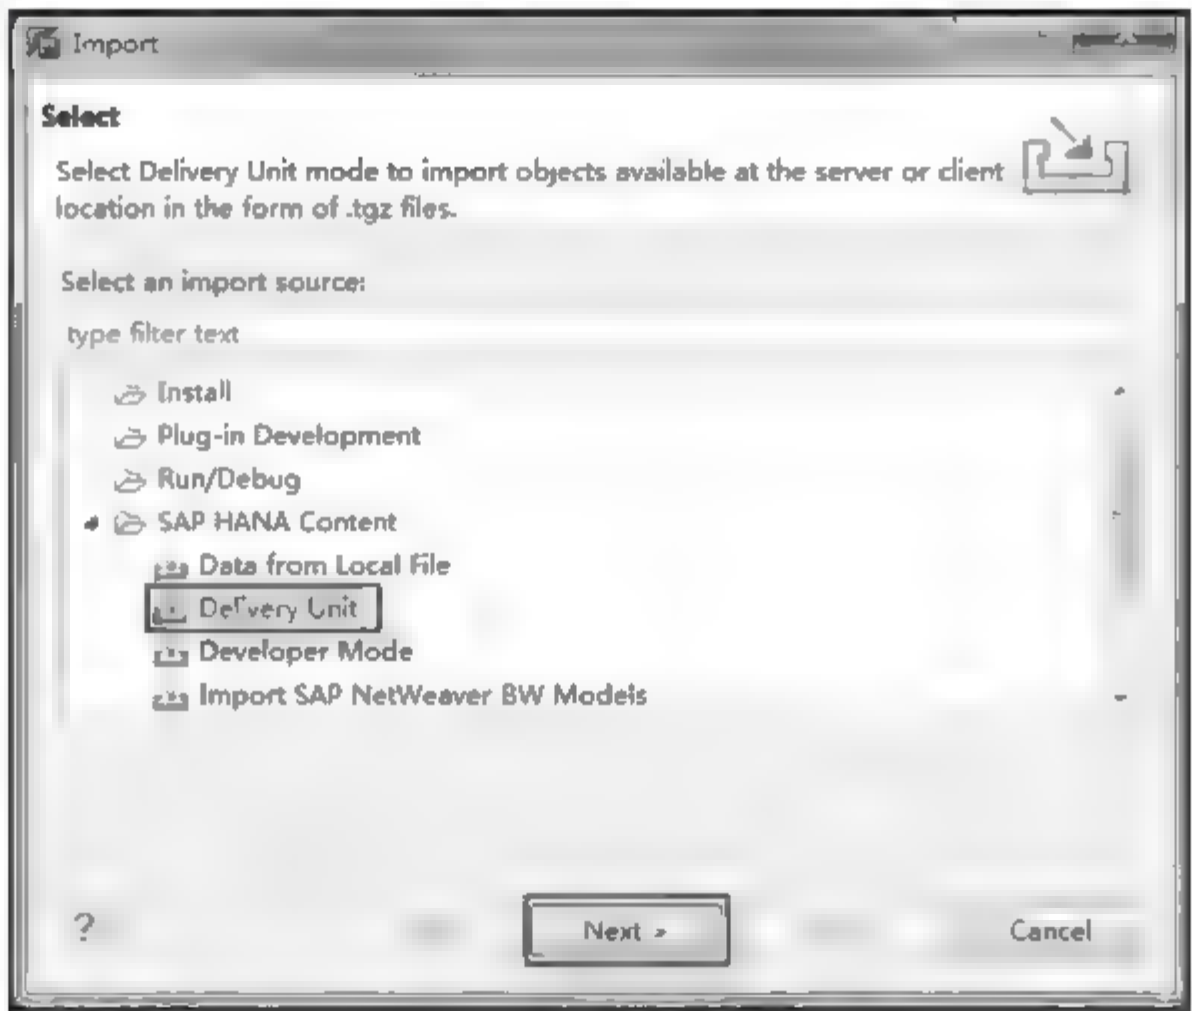 Import
Select
Select Delivery Unit mode to import objects available at the server or client
location in the form of .tgz files.
Select an import source:
type filter text
Install
Plug-in Development
Run/Debug
SAP HANA Content
Data from Local File
Delivery Unit
Developer Mode
Import SAP NetWeaver BW Models
?
Next >
Cancel